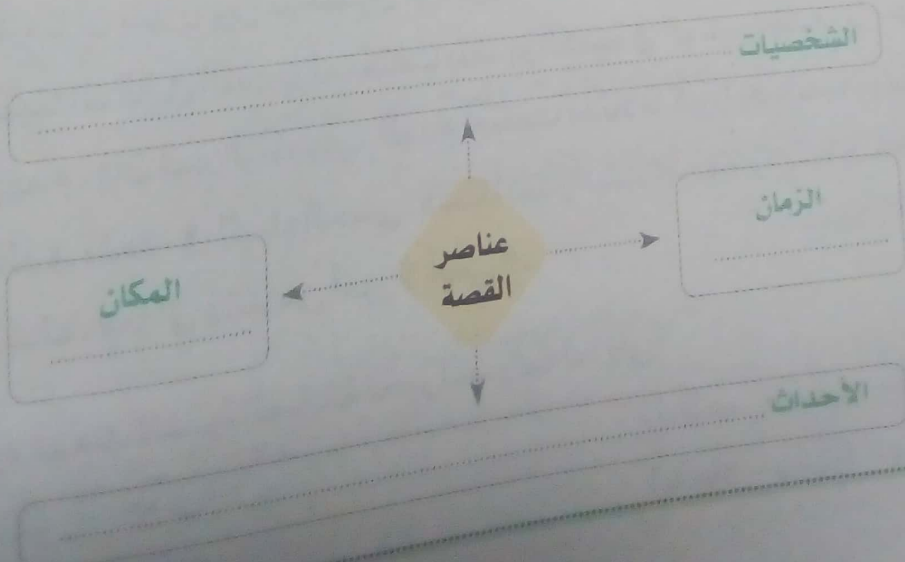 الشخصيات
الزمان
عناصر
القصة
المكان
الأحداث